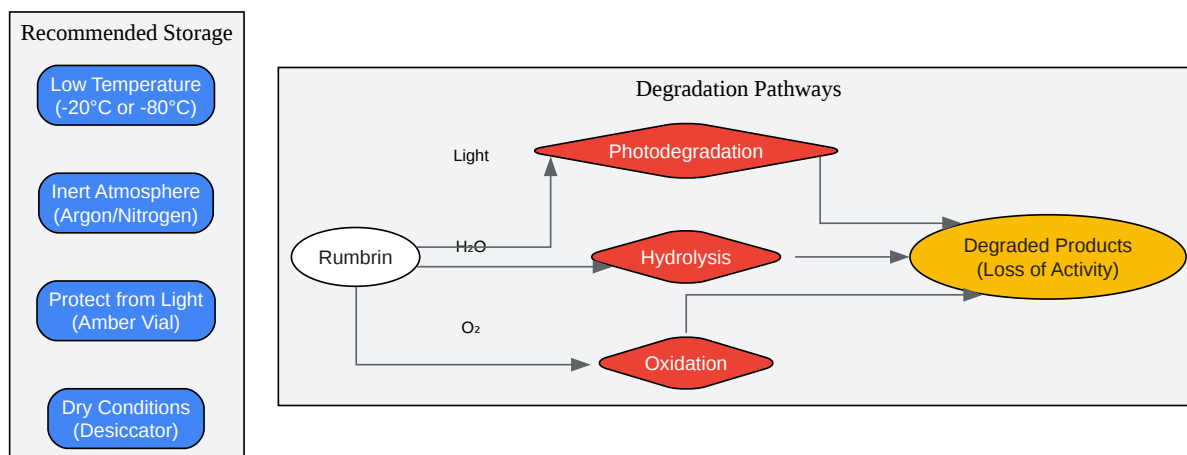 Recommended Storage
Low Temperature
(-20°C or -80°C)
Inert Atmosphere
(Argon/Nitrogen)
Protect from Light
(Amber Vial)
Dry Conditions
(Desiccator)
Degradation Pathways
Light
Photodegradation
Rumbrin
H₂O
Hydrolysis
O₂
Oxidation
Degraded Products
(Loss of Activity)